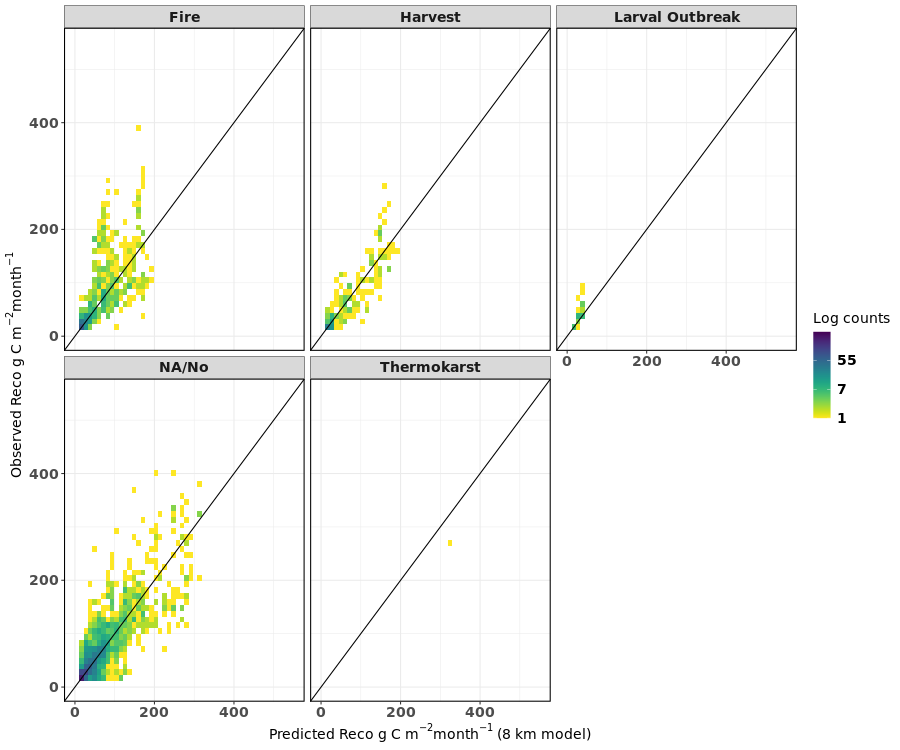 Fire
Harvest
Larval Outbreak
400
200
0
0
200
400
NA/No
Thermokarst
400
200
0
0
200
400
0
200
400
Observed Reco g C m−2month−1
Predicted Reco g C m−2month−1 (8 km model)
Log counts
55
7
1